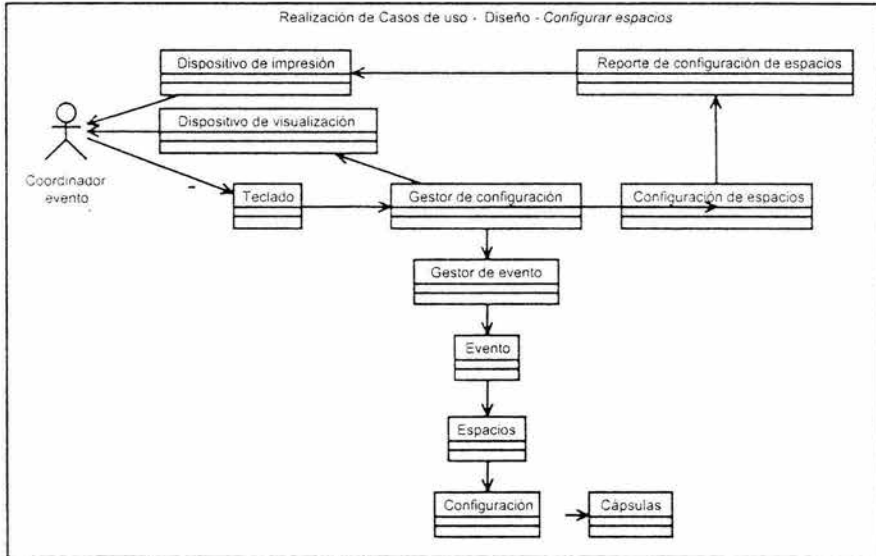 Realización de Casos de uso - Diseño - Configurar espacios
Dispositivo de impresión
Reporte de configuración de espacios
Dispositivo de visualización
Coordinador
evento
Teclado
Gestor de configuración
Configuración de espacios
Gestor de evento
Evento
Espacios
Configuración
Cápsulas